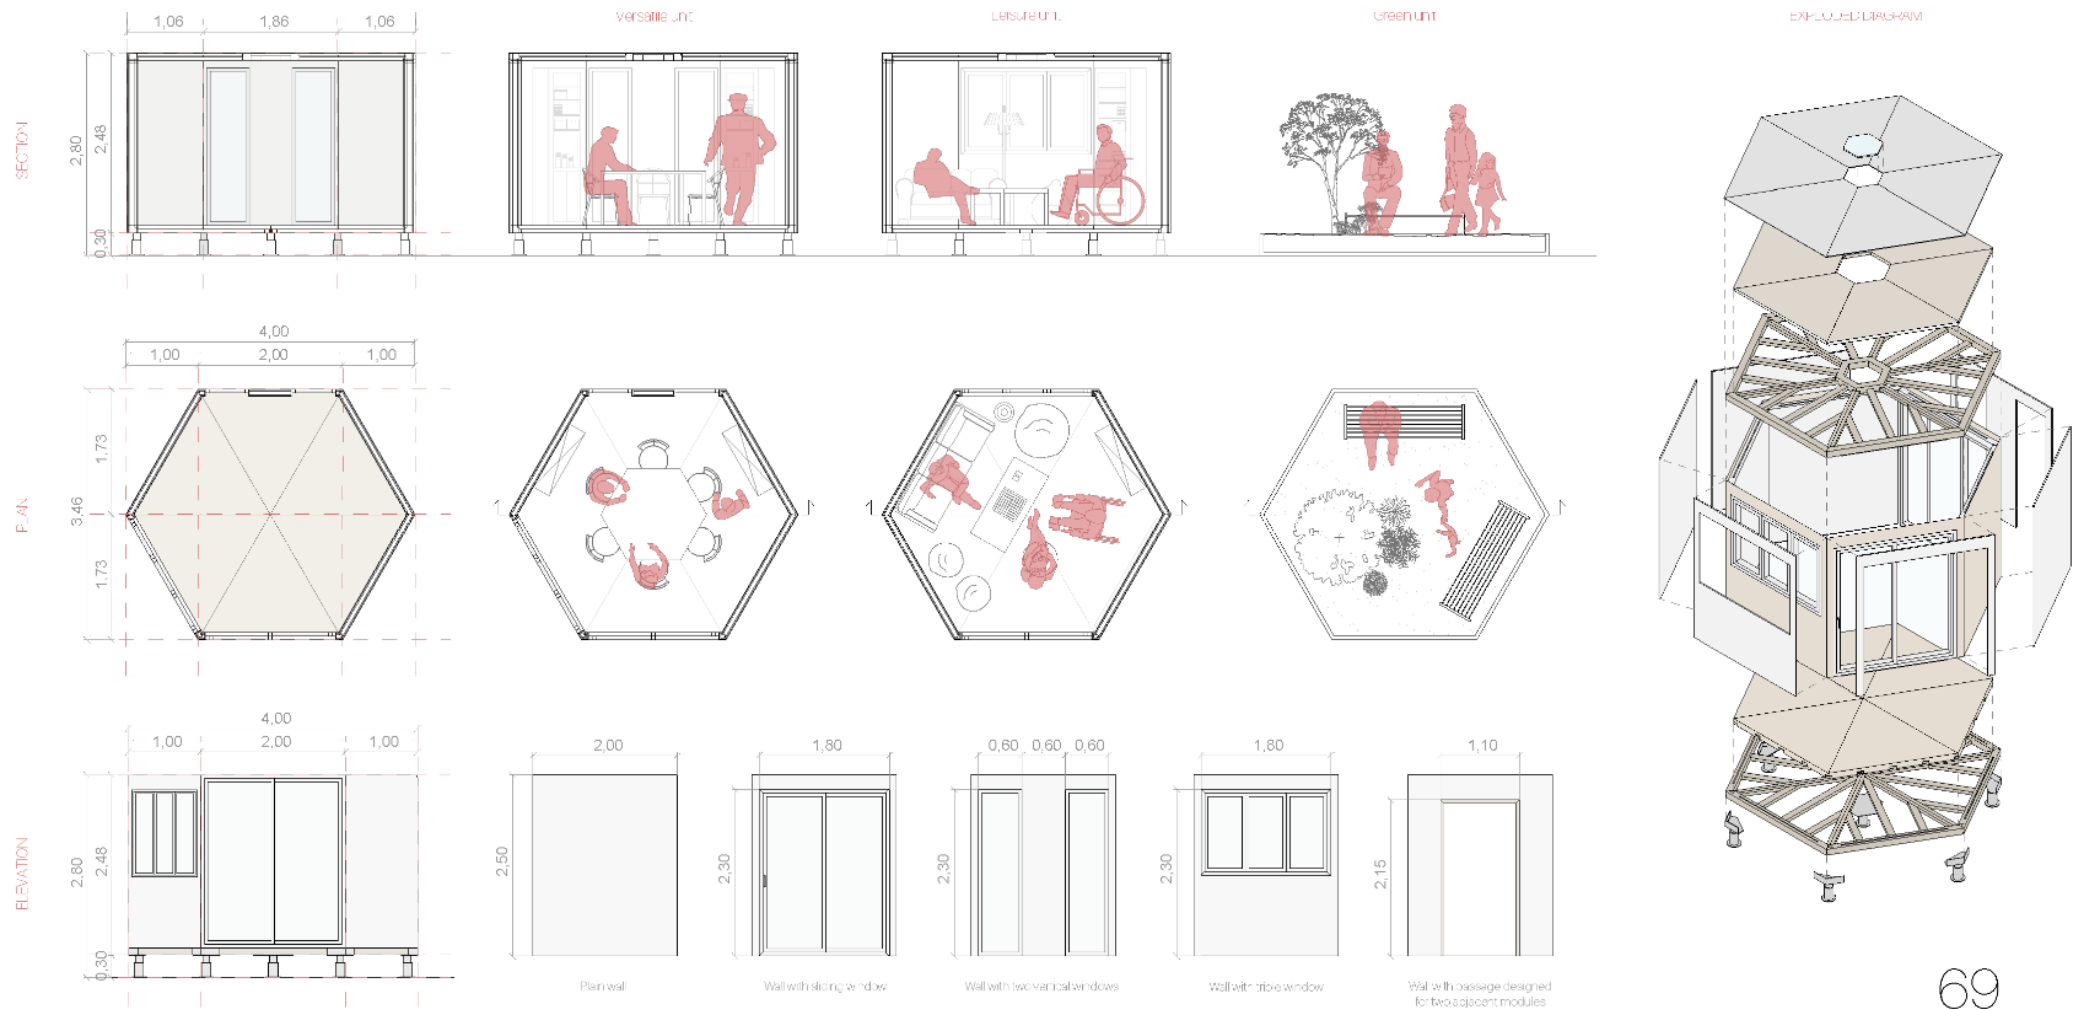 1,06
1,86
1,06
Versatile unit
Leisure unit
Green unit
EXPLODED DIAGRAM
SECTION
2,80
2,48
0,30
4,00
1,00
2,00
1,00
PLAN
3,46
1,73
1,73
1
1
1
1
ELEVATION
4,00
1,00
2,00
1,00
2,80
2,48
0,30
2,00
2,50
Plain wall
1,80
2,30
Wall with sliding window
0,60
0,60
0,60
2,30
Wall with two vertical windows
1,80
2,30
Wall with triple window
1,10
2,15
Wall with passage designed
for two adjacent modules
69